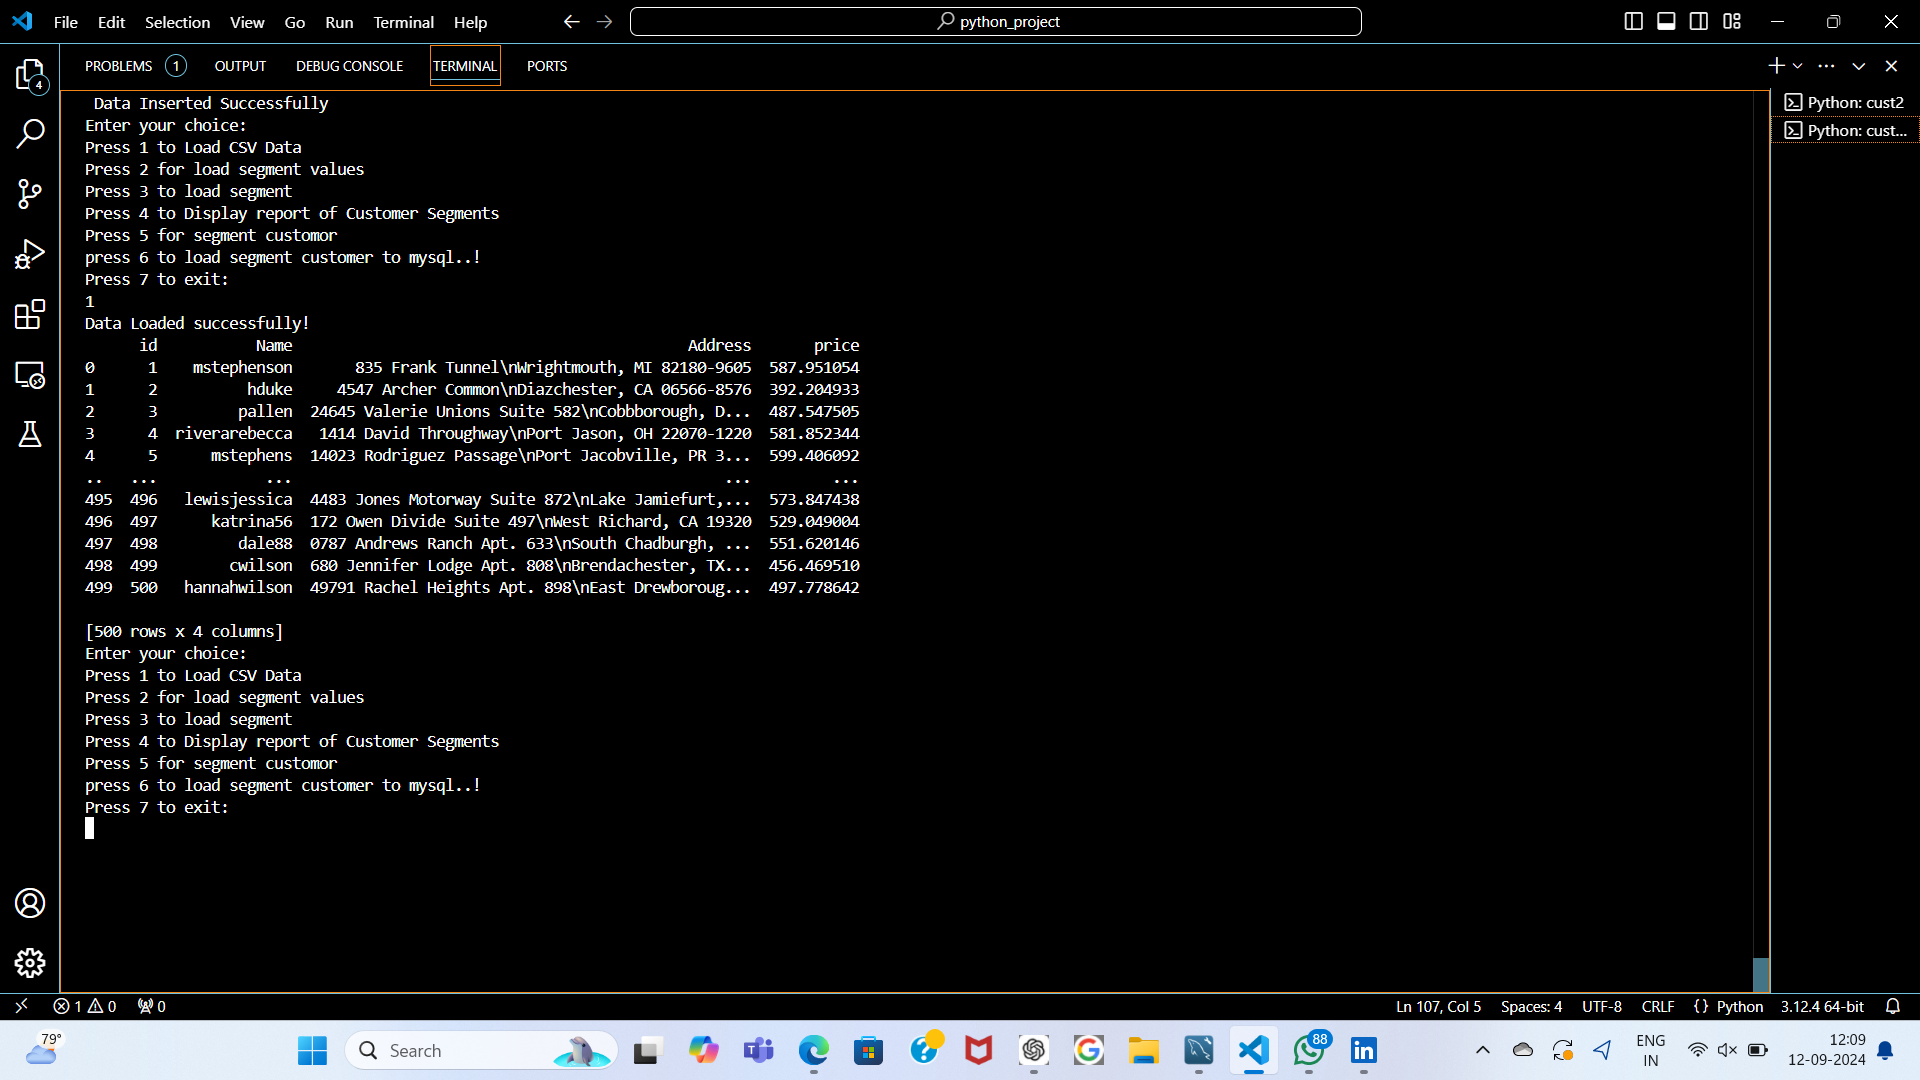 File Edit Selection View Go Run Terminal Help
python_project
PROBLEMS 1 OUTPUT DEBUG CONSOLE TERMINAL PORTS
4
Python: cust2
Python: cust...
Data Inserted Successfully
Enter your choice:
Press 1 to Load CSV Data
Press 2 for load segment values
Press 3 to load segment
Press 4 to Display report of Customer Segments
Press 5 for segment customor
press 6 to load segment customer to mysql..!
Press 7 to exit:
1
Data Loaded successfully!
id Name Address price
0 1 mstephenson 835 Frank Tunnel\nWrightmouth, MI 82180-9605 587.951054
1 2 hduke 4547 Archer Common\nDiazchester, CA 06566-8576 392.204933
2 3 pallen 24645 Valerie Unions Suite 582\nCobbborough, D... 487.547505
3 4 riverarebecca 1414 David Throughway\nPort Jason, OH 22070-1220 581.852344
4 5 mstephens 14023 Rodriguez Passage\nPort Jacobville, PR 3... 599.406092
.. ... ... ... ...
495 496 lewisjessica 4483 Jones Motorway Suite 872\nLake Jamiefurt,... 573.847438
496 497 katrina56 172 Owen Divide Suite 497\nWest Richard, CA 19320 529.049004
497 498 dale88 0787 Andrews Ranch Apt. 633\nSouth Chadburgh, ... 551.620146
498 499 cwilson 680 Jennifer Lodge Apt. 808\nBrendachester, TX... 456.469510
499 500 hannahwilson 49791 Rachel Heights Apt. 898\nEast Drewboroug... 497.778642
[500 rows x 4 columns]
Enter your choice:
Press 1 to Load CSV Data
Press 2 for load segment values
Press 3 to load segment
Press 4 to Display report of Customer Segments
Press 5 for segment customor
press 6 to load segment customer to mysql..!
Press 7 to exit:
1 0 0 Ln 107, Col 5 Spaces: 4 UTF-8 CRLF {} Python 3.12.4 64-bit
79° Search 88 ENG 12:09
IN 12-09-2024